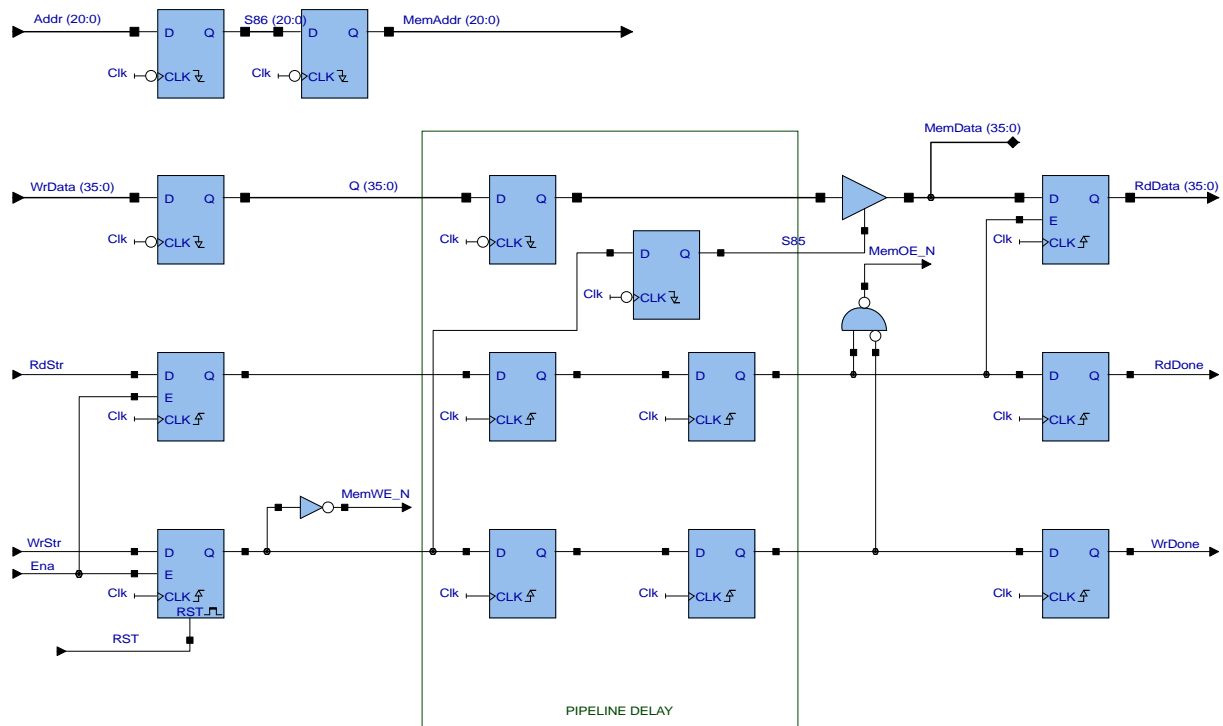 Addr (20:0)
S86 (20:0)
MemAddr (20:0)
D Q
D Q
Clk CLK
Clk CLK
MemData (35:0)
WrData (35:0)
Q (35:0)
RdData (35:0)
D Q
D Q
D Q
E
Clk CLK
Clk CLK
Clk CLK
S85
D Q
MemOE_N
Clk CLK
RdStr
RdDone
D Q
D Q
D Q
D Q
E
Clk CLK
Clk CLK
Clk CLK
Clk CLK
MemWE_N
WrStr
WrDone
D Q
D Q
D Q
D Q
Ena
E
Clk CLK
Clk CLK
Clk CLK
Clk CLK
RST
RST
PIPELINE DELAY